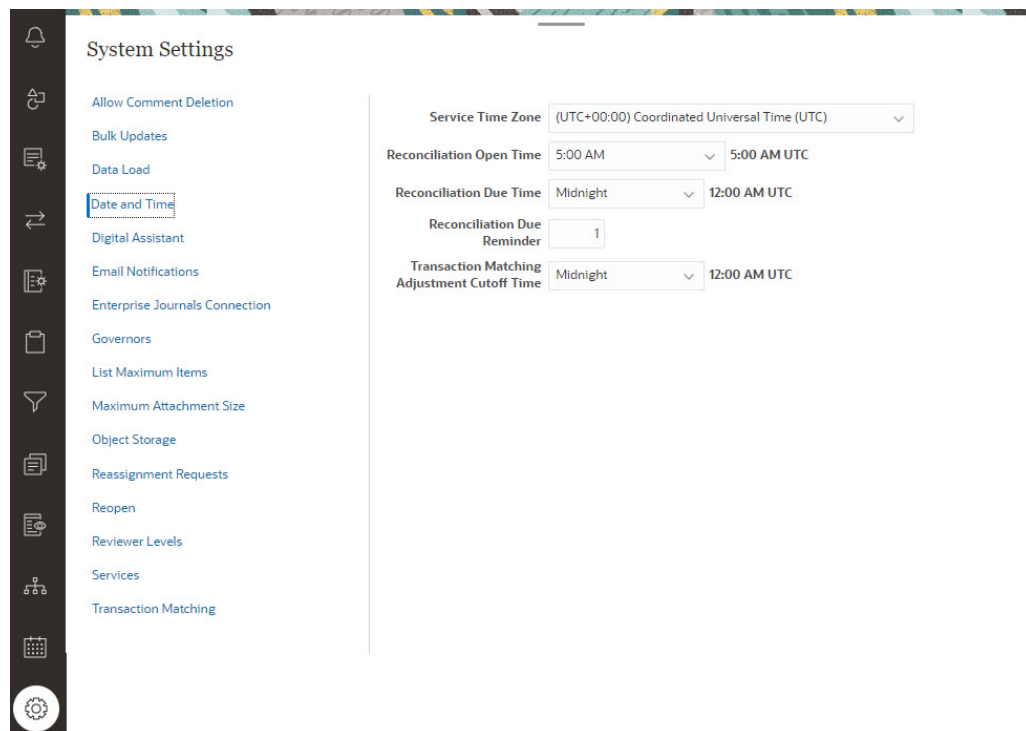 System Settings
Allow Comment Deletion
Bulk Updates
Data Load
Date and Time
Digital Assistant
Email Notifications
Enterprise Journals Connection
Governors
List Maximum Items
Maximum Attachment Size
Object Storage
Reassignment Requests
Reopen
Reviewer Levels
Services
Transaction Matching
Service Time Zone (UTC+00:00) Coordinated Universal Time (UTC)
Reconciliation Open Time 5:00 AM 5:00 AM UTC
Reconciliation Due Time Midnight 12:00 AM UTC
Reconciliation Due
Reminder 1
Transaction Matching
Adjustment Cutoff Time Midnight 12:00 AM UTC